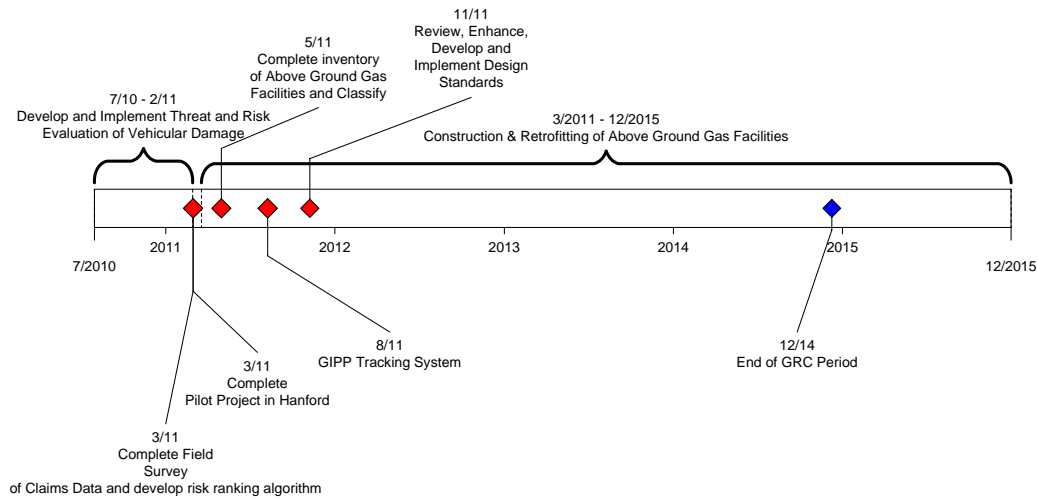 11/11
Review, Enhance,
Develop and
Implement Design
Standards
5/11
Complete inventory
of Above Ground Gas
Facilities and Classify
7/10 - 2/11
Develop and Implement Threat and Risk
Evaluation of Vehicular Damage
3/2011 - 12/2015
Construction & Retrofitting of Above Ground Gas Facilities
2011
2012
2013
2014
2015
7/2010
12/2015
8/11
GIPP Tracking System
12/14
End of GRC Period
3/11
Complete
Pilot Project in Hanford
3/11
Complete Field
Survey
of Claims Data and develop risk ranking algorithm